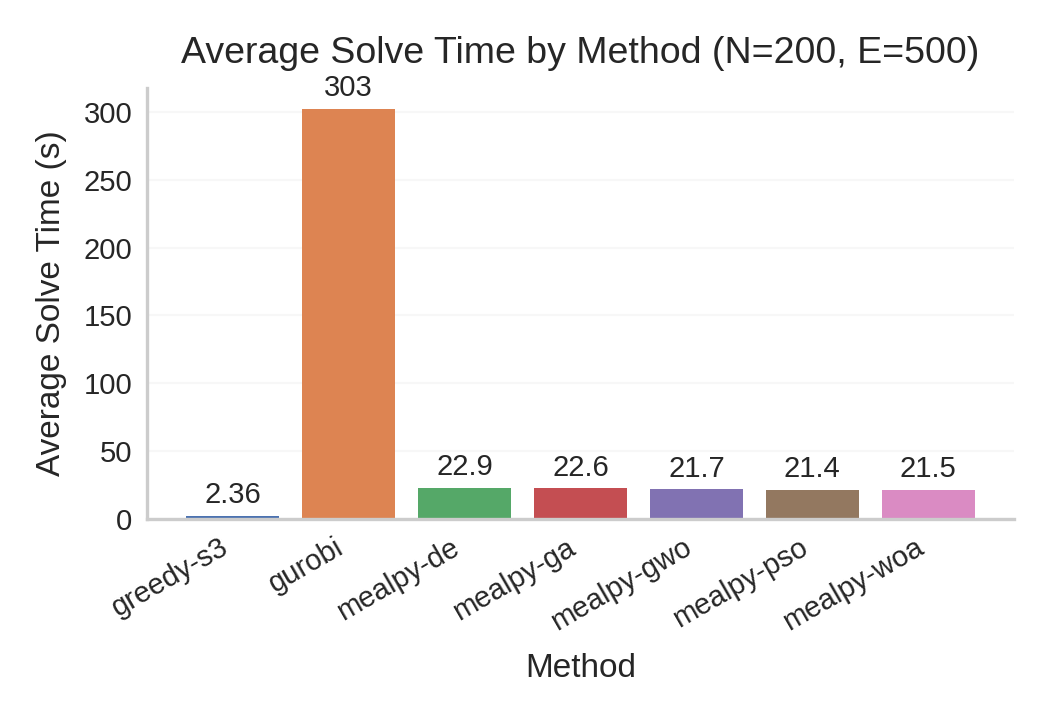 Average Solve Time by Method (N=200, E=500)
303
300
250
200
150
100
50
0
Average Solve Time (s)
2.36
22.9
22.6
21.7
21.4
21.5
greedy-s3
gurobi
mealpy-de
mealpy-ga
mealpy-gwo
mealpy-pso
mealpy-woa
Method